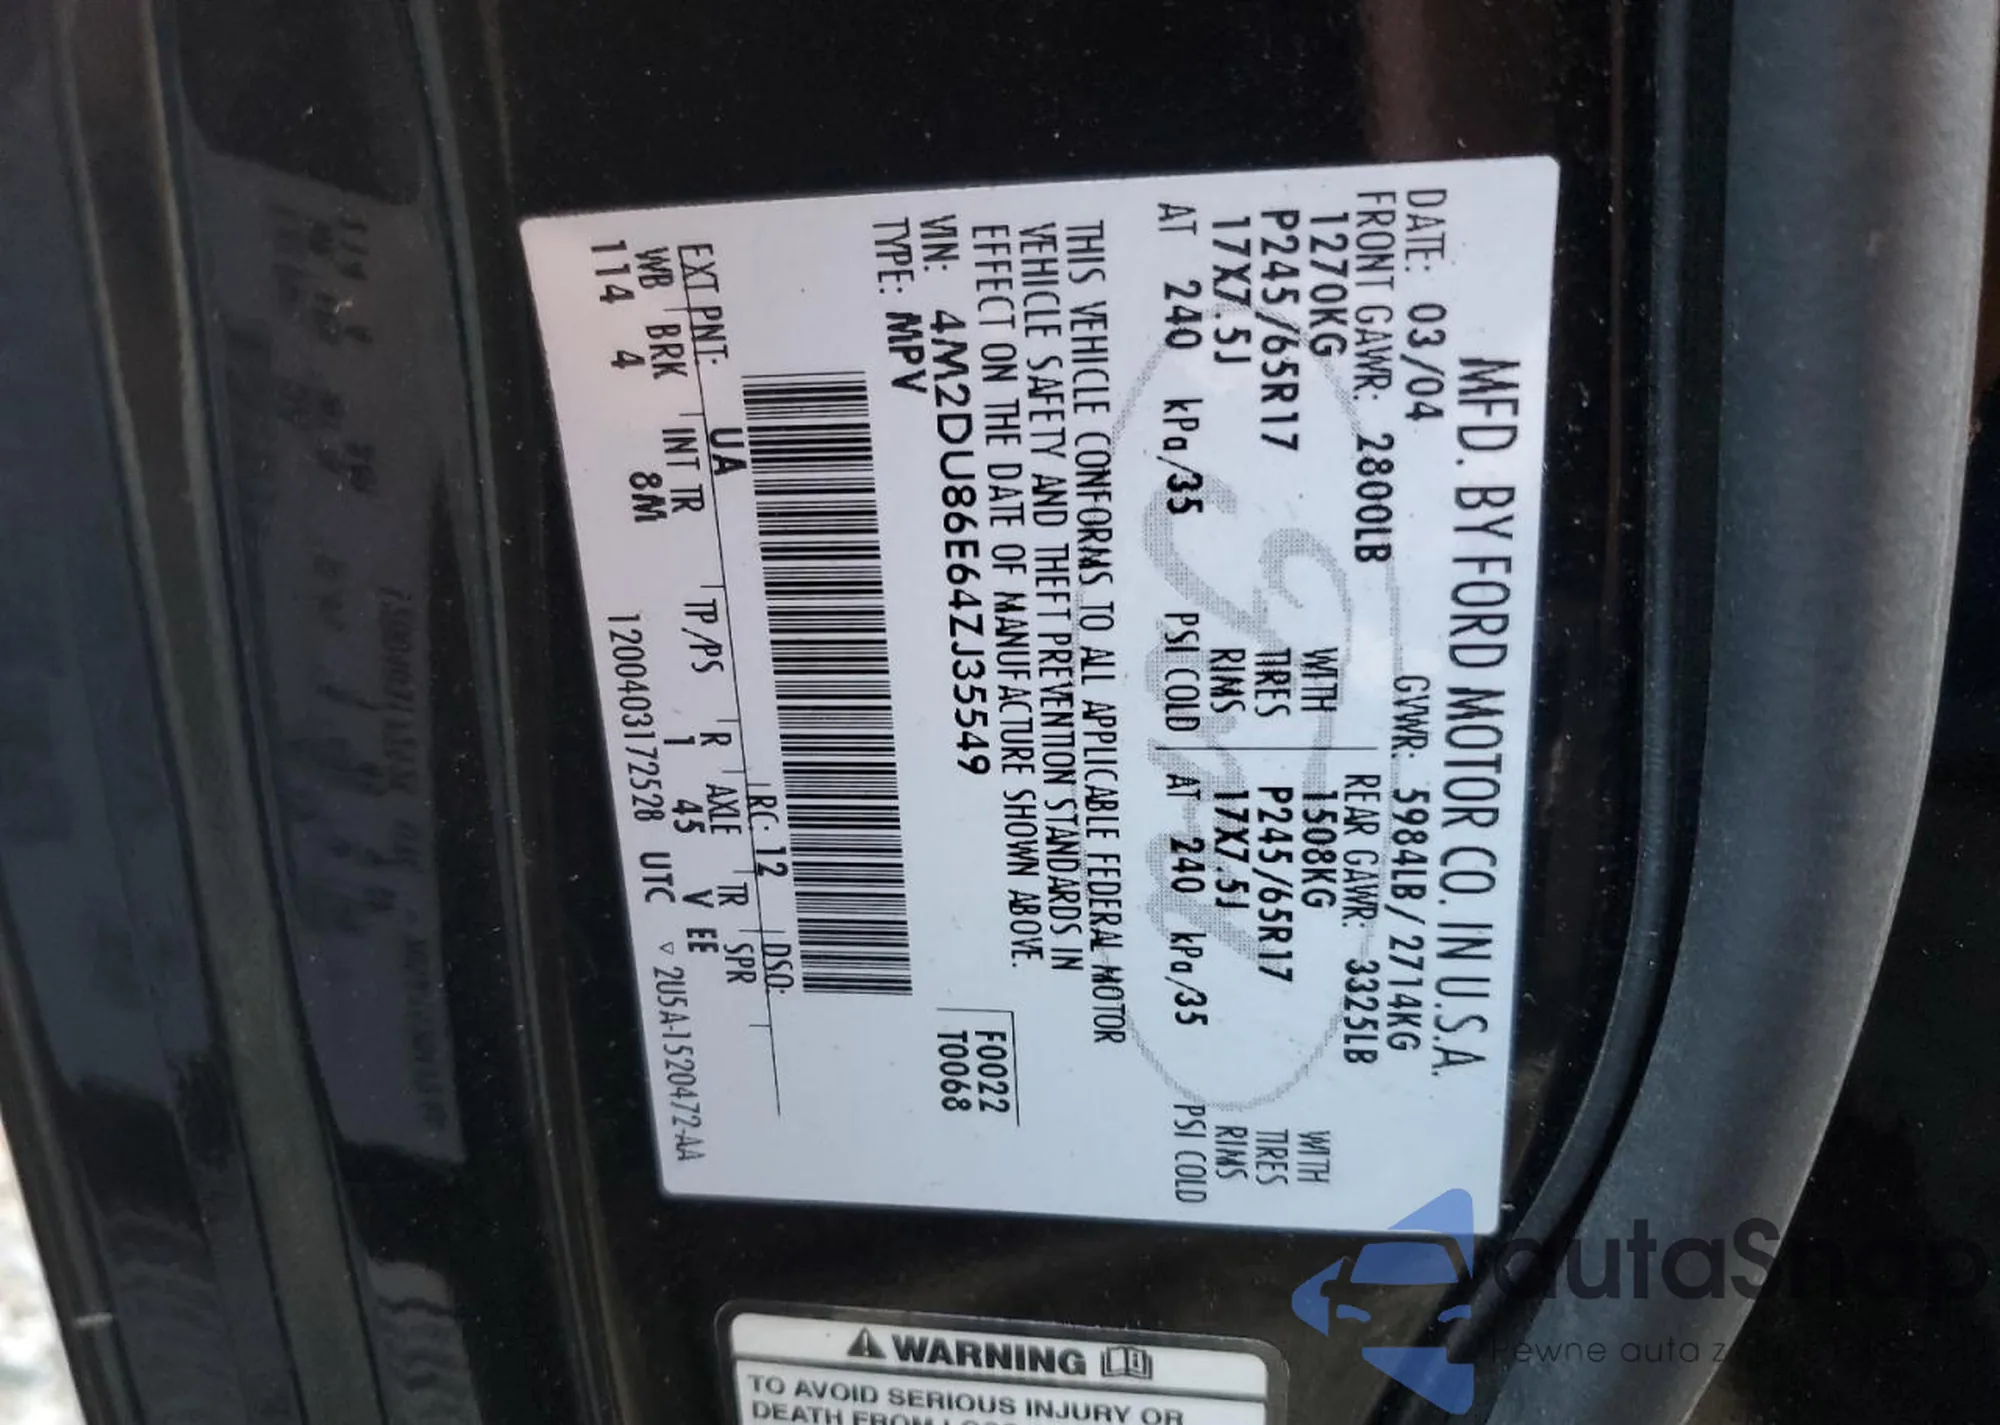 MFD. BY FORD MOTOR CO. IN U.S.A.
DATE: 03/04 GVWR: 5984LB/2714KG
FRONT GAWR: 2800LB REAR GAWR: 3325LB
1270KG WITH 1508KG WITH
P245/65R17 TIRES P245/65R17 TIRES
17X7.5J RIMS 17X7.5J RIMS
AT 240 kPa/35 PSI COLD AT 240 kPa/35 PSI COLD
THIS VEHICLE CONFORMS TO ALL APPLICABLE FEDERAL MOTOR
VEHICLE SAFETY AND THEFT PREVENTION STANDARDS IN
EFFECT ON THE DATE OF MANUFACTURE SHOWN ABOVE.
VIN: 4M2DU86E64ZJ35549 F0022
TYPE: MPV T0068
EXT PNT: UA RC: 12 DSO:
WB BRK INT TR TP/PS R AXLE TR SPR
114 4 8M 1 45 V EE
1200403172528 UTC ▽ 2U5A-1520472-AA
⚠ WARNING
TO AVOID SERIOUS INJURY OR
autaSnap
Pewne auta z